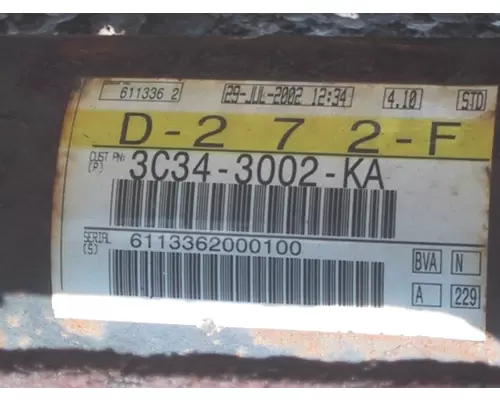 611336 2 29-JUL-2002 12:34 4.10 STD
D-272-F
CUST PN: 3C34-3002-KA
(P)
SERIAL 6113362000100
(S)
BVA N
A 229